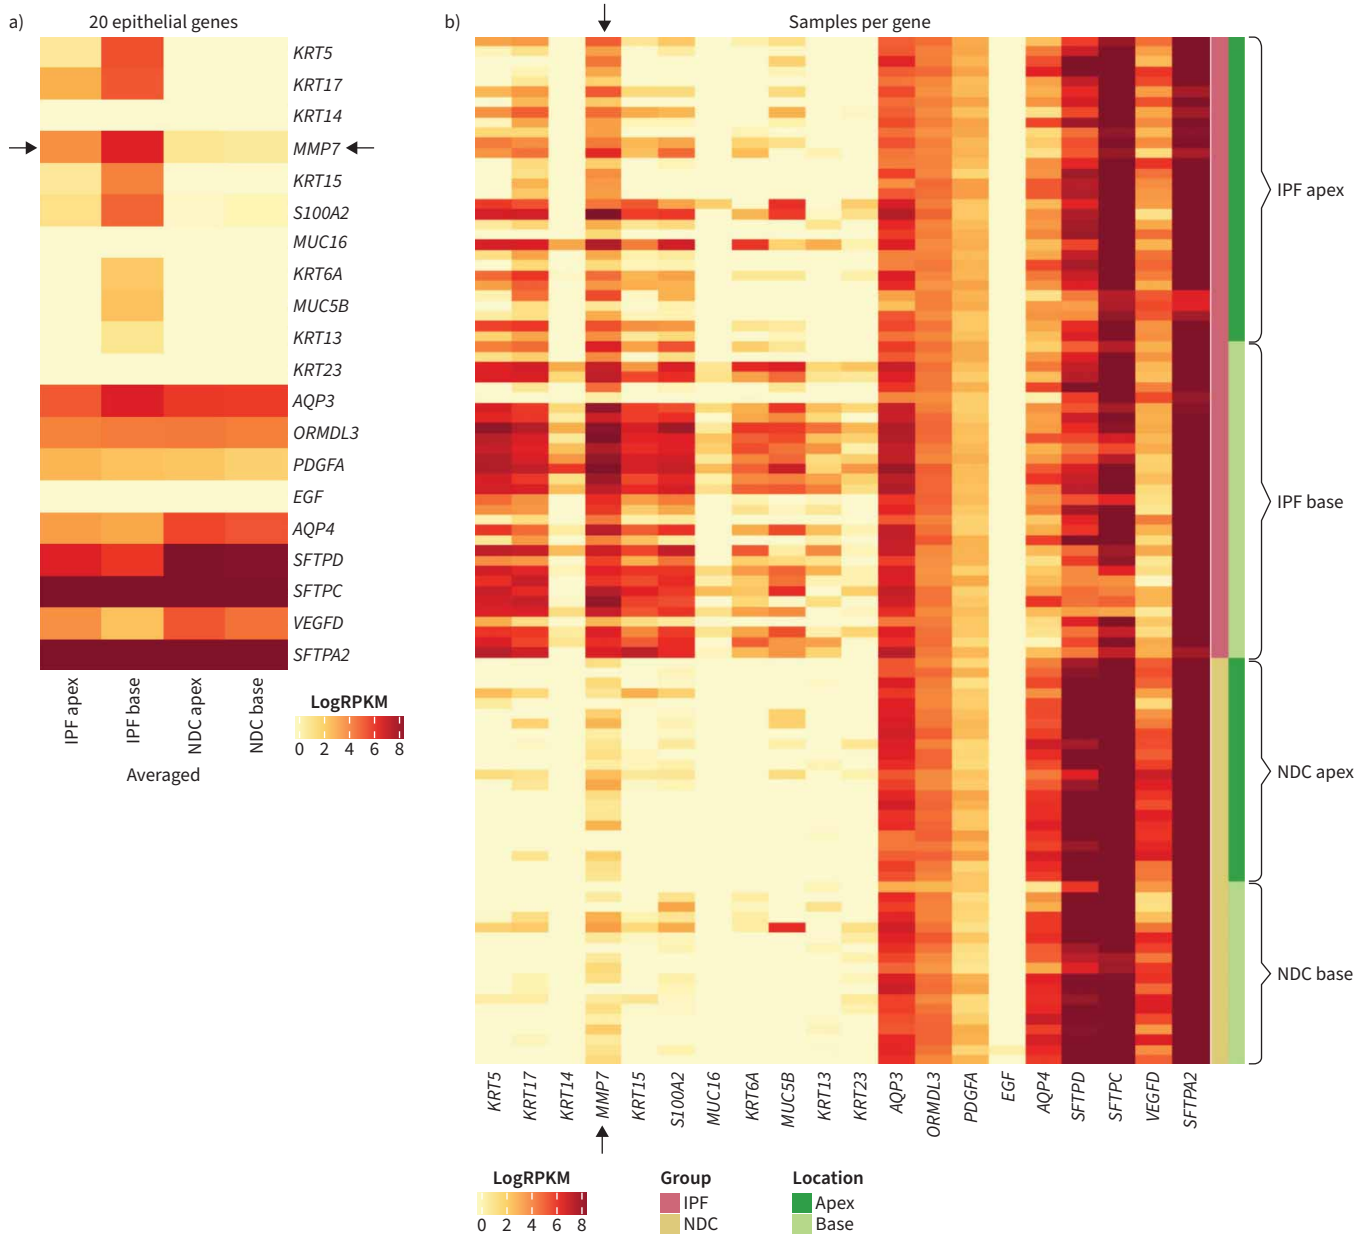 a)
20 epithelial genes
KRT5
KRT17
KRT14
MMP7
KRT15
S100A2
MUC16
KRT6A
MUC5B
KRT13
KRT23
AQP3
ORMDL3
PDGFA
EGF
AQP4
SFTPD
SFTPC
VEGFD
SFTPA2
IPF apex
IPF base
NDC apex
NDC base
Averaged
LogRPKM
0 2 4 6 8
b)
Samples per gene
IPF apex
IPF base
NDC apex
NDC base
KRT5
KRT17
KRT14
MMP7
KRT15
S100A2
MUC16
KRT6A
MUC5B
KRT13
KRT23
AQP3
ORMDL3
PDGFA
EGF
AQP4
SFTPD
SFTPC
VEGFD
SFTPA2
LogRPKM
0 2 4 6 8
Group
IPF
NDC
Location
Apex
Base